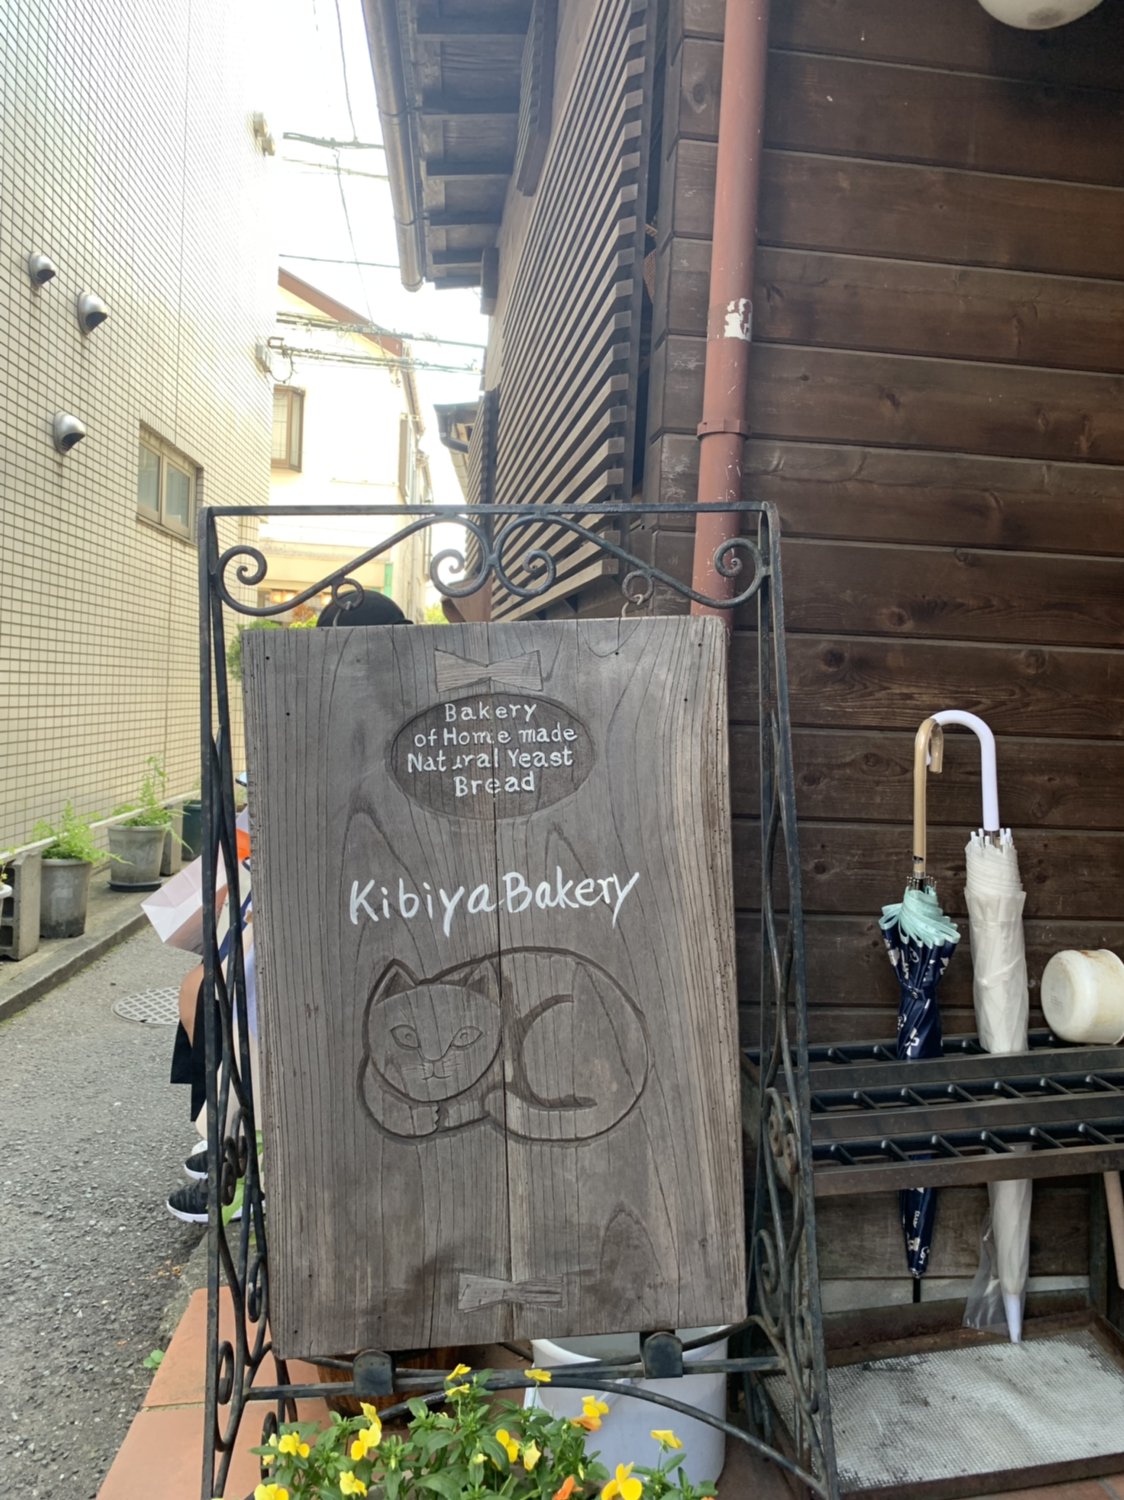 Bakery
of Home made
Natural Yeast
Bread
Kibiya Bakery